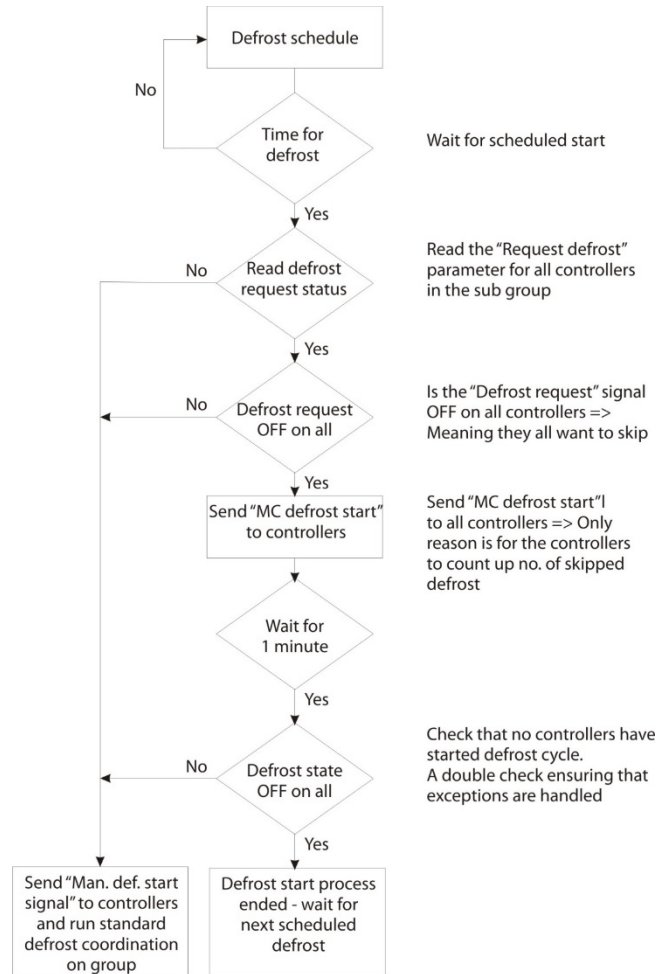 Defrost schedule
No
Time for
defrost
Wait for scheduled start
Yes
No
Read defrost
request status
Read the "Request defrost"
parameter for all controllers
in the sub group
Yes
No
Defrost request
OFF on all
Is the "Defrost request" signal
OFF on all controllers =>
Meaning they all want to skip
Yes
Send "MC defrost start"
to controllers
Send "MC defrost start"l
to all controllers => Only
reason is for the controllers
to count up no. of skipped
defrost
Wait for
1 minute
Yes
No
Defrost state
OFF on all
Check that no controllers have
started defrost cycle.
A double check ensuring that
exceptions are handled
Yes
Send "Man. def. start
signal" to controllers
and run standard
defrost coordination
on group
Defrost start process
ended - wait for
next scheduled
defrost